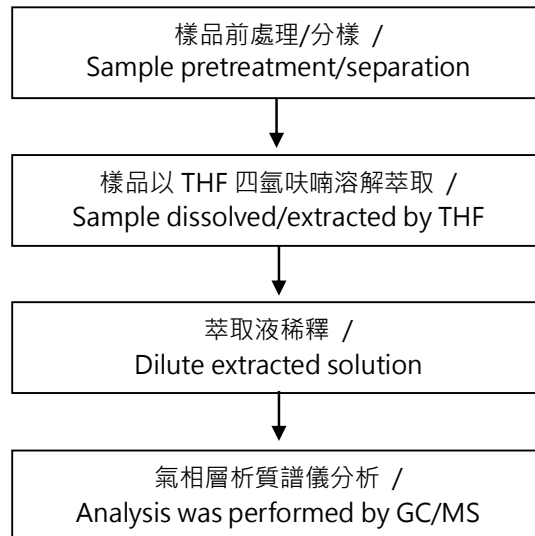 樣品前處理/分樣 /
Sample pretreatment/separation
樣品以 THF 四氫呋喃溶解萃取 /
Sample dissolved/extracted by THF
萃取液稀釋 /
Dilute extracted solution
氣相層析質譜儀分析 /
Analysis was performed by GC/MS